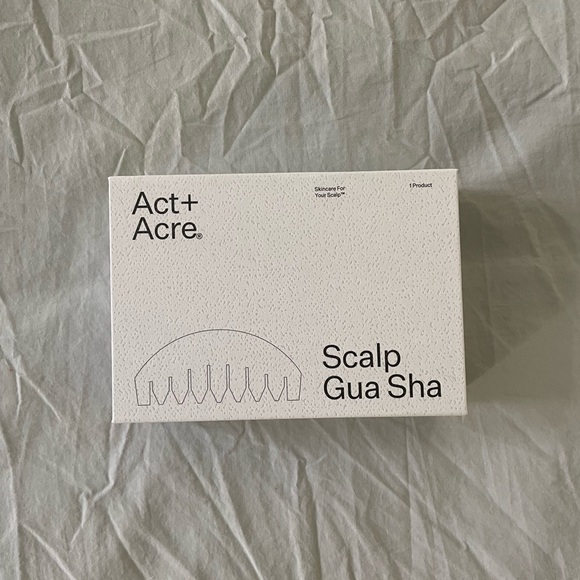 Act+
Acre®
Skincare For
Your Scalp™
1 Product
Scalp
Gua Sha